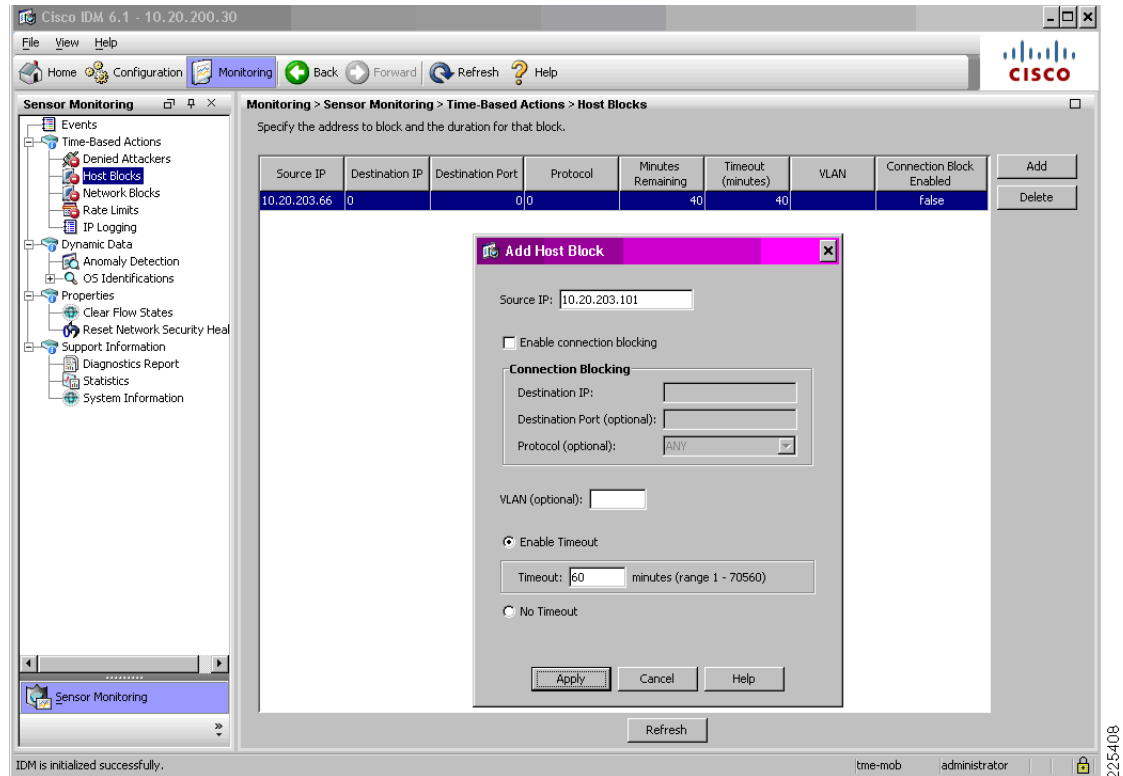 Cisco IDM 6.1 - 10.20.200.30
File View Help
Home Configuration Monitoring Back Forward Refresh Help
CISCO
Sensor Monitoring
Events
Time-Based Actions
Denied Attackers
Host Blocks
Network Blocks
Rate Limits
IP Logging
Dynamic Data
Anomaly Detection
OS Identifications
Properties
Clear Flow States
Reset Network Security Heal
Support Information
Diagnostics Report
Statistics
System Information
Sensor Monitoring
Monitoring > Sensor Monitoring > Time-Based Actions > Host Blocks
Specify the address to block and the duration for that block.
Source IP Destination IP Destination Port Protocol Minutes Remaining Timeout (minutes) VLAN Connection Block Enabled
10.20.203.66 0 0 0 40 40 false
Add
Delete
Add Host Block
Source IP: 10.20.203.101
Enable connection blocking
Connection Blocking
Destination IP:
Destination Port (optional):
Protocol (optional): ANY
VLAN (optional):
Enable Timeout
Timeout: 60 minutes (range 1 - 70560)
No Timeout
Apply Cancel Help
Refresh
IDM is initialized successfully. tme-mob administrator
225408